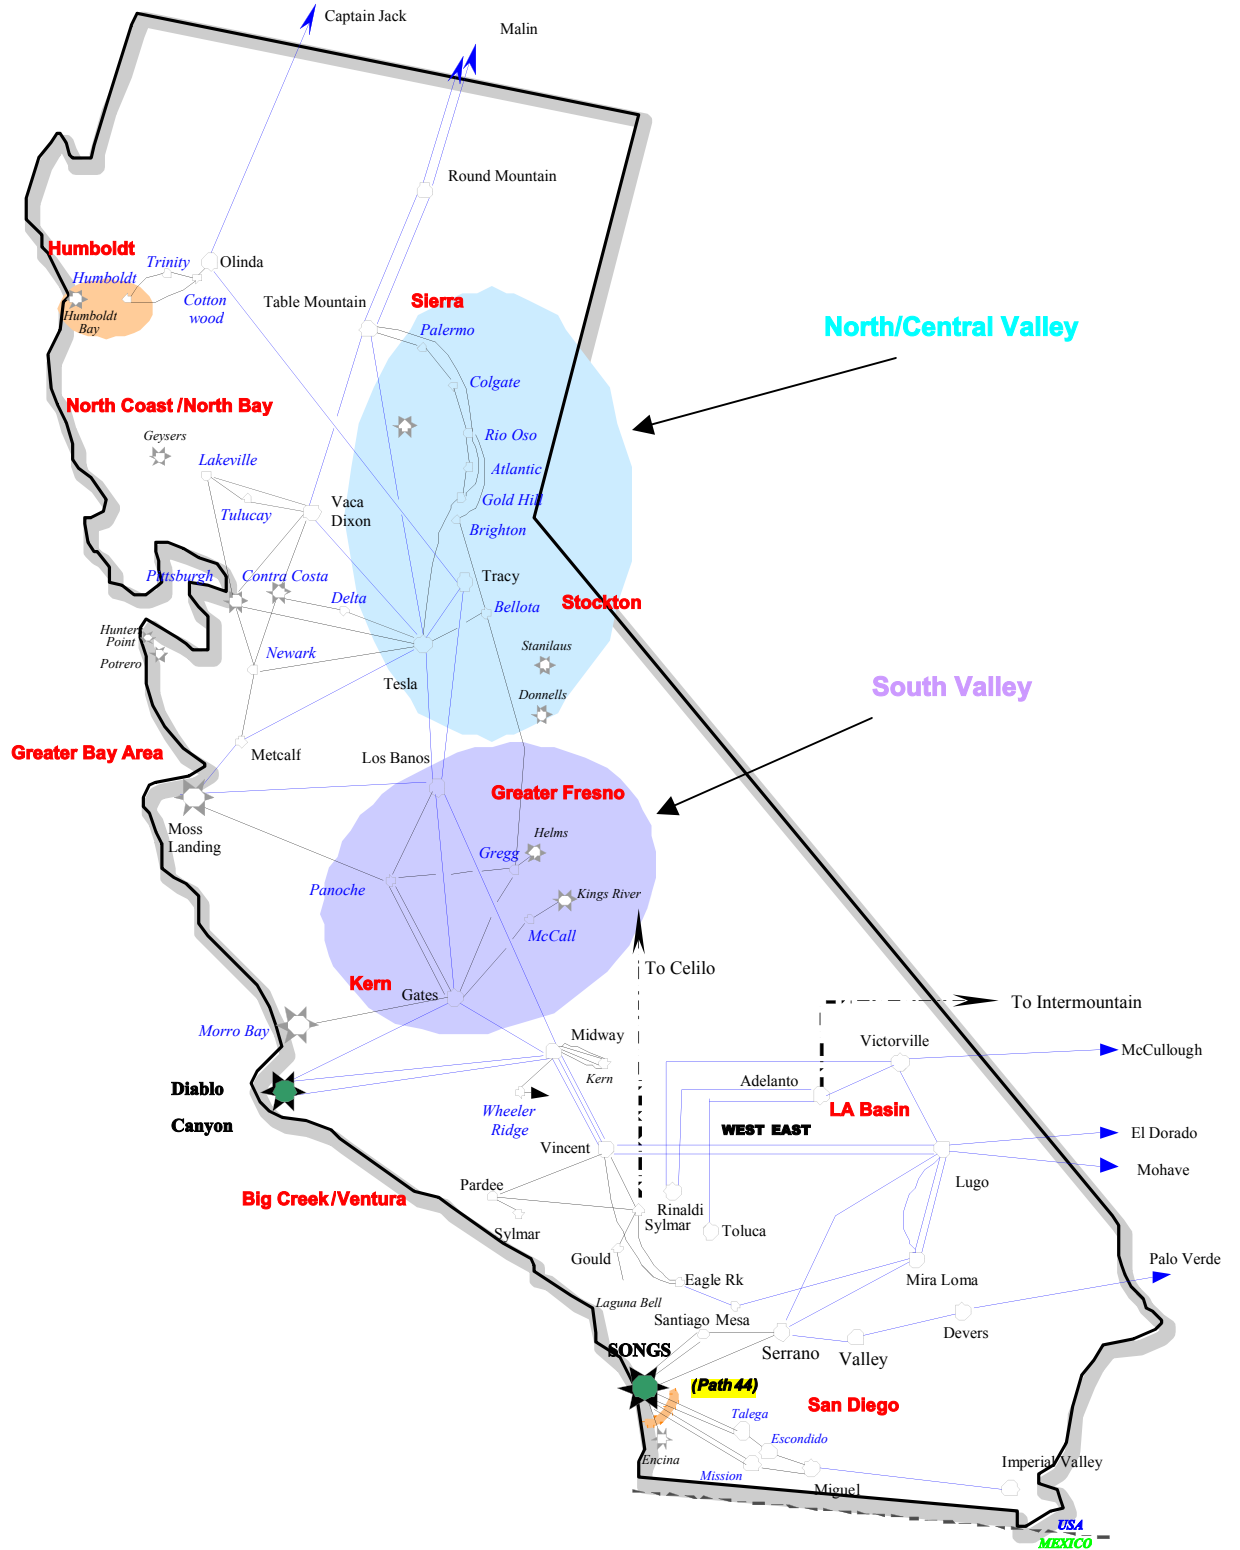 Captain Jack
Malin
Round Mountain
Humboldt
Trinity
Olinda
Humboldt
Cotton
wood
Humboldt
Bay
Table Mountain
Sierra
Palermo
North/Central Valley
Colgate
North Coast/North Bay
Geysers
Rio Oso
Lakeville
Atlantic
Tulucay
Vaca
Dixon
Gold Hill
Brighton
Pittsburgh
Contra Costa
Tracy
Delta
Bellota
Stockton
Hunter
Point
Potrero
Newark
Stanilaus
Tesla
Donnells
South Valley
Greater Bay Area
Metcalf
Los Banos
Greater Fresno
Moss
Landing
Helms
Gregg
Panoche
Kings River
McCall
To Celilo
Kern
Gates
To Intermountain
Morro Bay
Midway
Victorville
McCullough
Kern
Diablo
Canyon
Adelanto
LA Basin
Wheeler
Ridge
WEST EAST
El Dorado
Vincent
Mohave
Lugo
Pardee
Big Creek/Ventura
Rinaldi
Sylmar
Sylmar
Toluca
Gould
Palo Verde
Eagle Rk
Mira Loma
Laguna Bell
Santiago
Mesa
Devers
SONGS
Serrano
Valley
(Path 44)
San Diego
Talega
Escondido
Encina
Mission
Miguel
Imperial Valley
USA
MEXICO